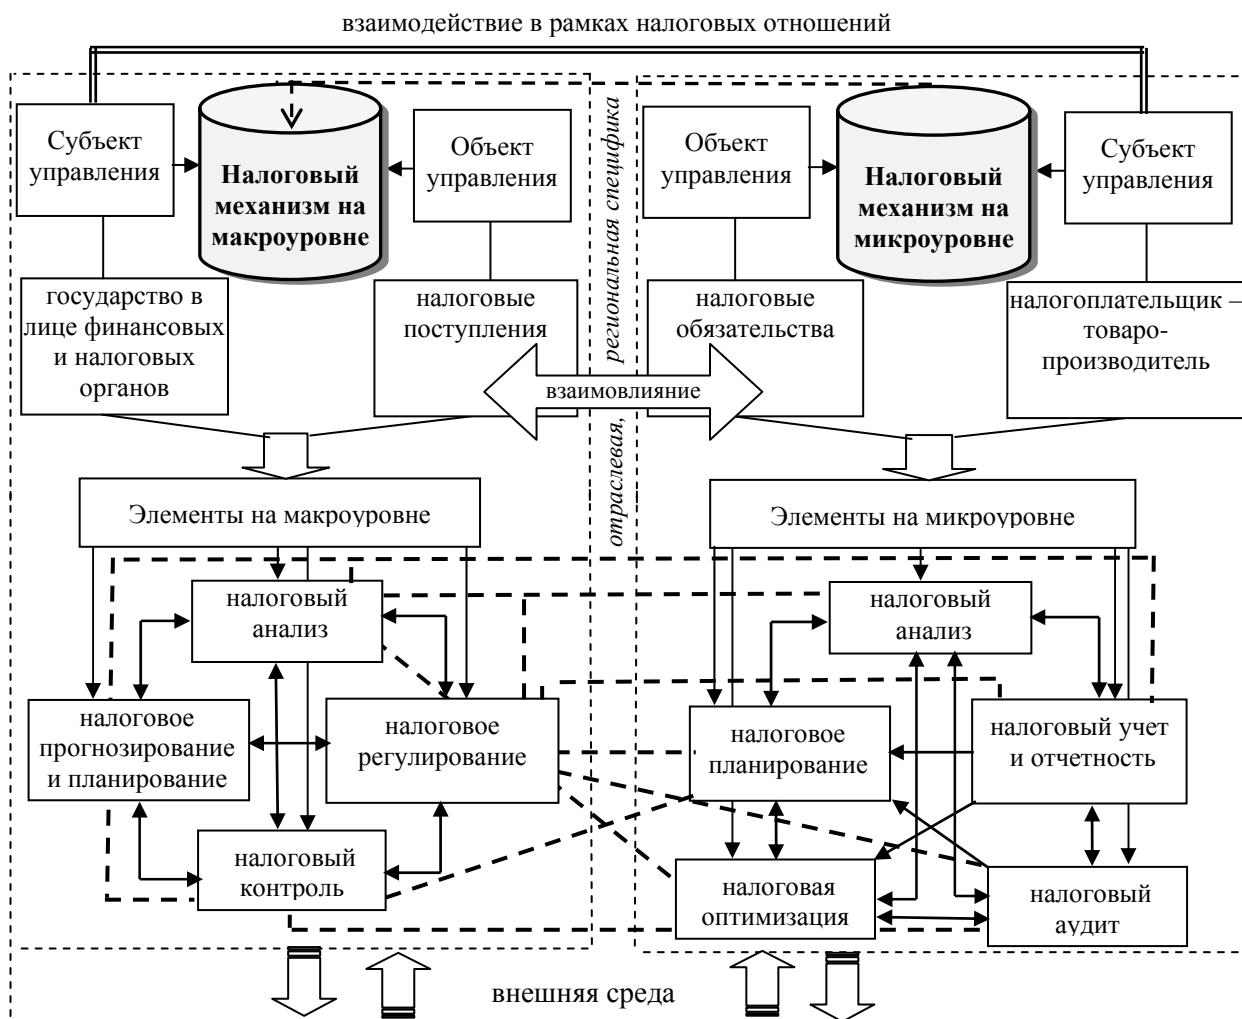 взаимодействие в рамках налоговых отношений
Субъект
управления
Налоговый
механизм на
макроуровне
Объект
управления
отраслевая, региональная специфика
Объект
управления
Налоговый
механизм на
микроуровне
Субъект
управления
государство в
лице финансовых
и налоговых
органов
налоговые
поступления
взаимовлияние
налоговые
обязательства
налогоплательщик –
товаро-
производитель
Элементы на макроуровне
Элементы на микроуровне
налоговый
анализ
налоговое
прогнозирование
и планирование
налоговое
регулирование
налоговый
контроль
налоговый
анализ
налоговое
планирование
налоговый учет
и отчетность
налоговая
оптимизация
налоговый
аудит
внешняя среда